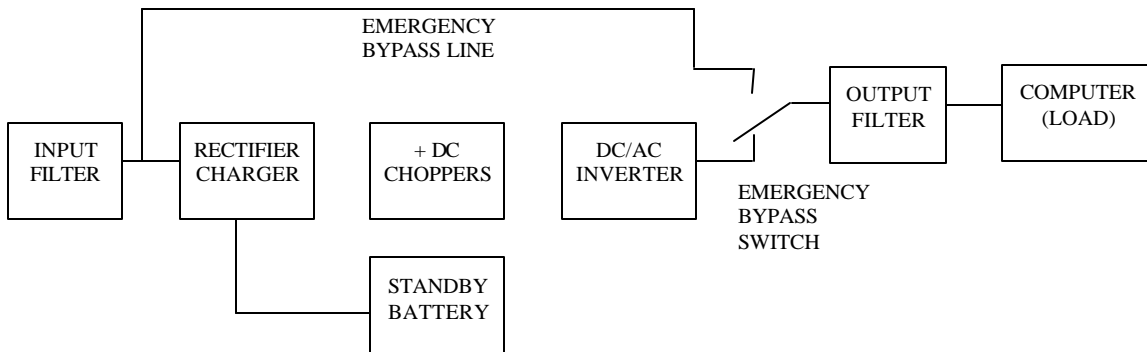 EMERGENCY
BYPASS LINE
INPUT
FILTER
RECTIFIER
CHARGER
+ DC
CHOPPERS
DC/AC
INVERTER
EMERGENCY
BYPASS
SWITCH
OUTPUT
FILTER
COMPUTER
(LOAD)
STANDBY
BATTERY